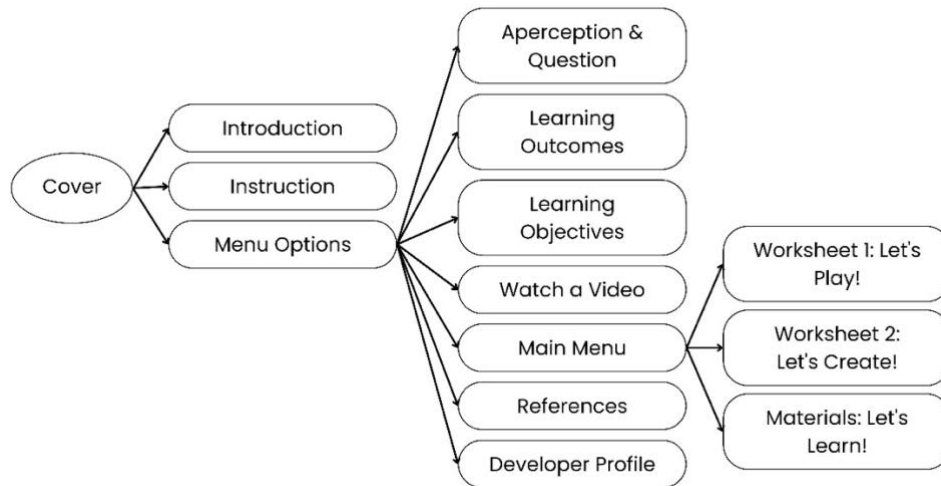 Cover
Introduction
Instruction
Menu Options
Aperception &
Question
Learning
Outcomes
Learning
Objectives
Watch a Video
Main Menu
References
Developer Profile
Worksheet 1: Let's
Play!
Worksheet 2:
Let's Create!
Materials: Let's
Learn!